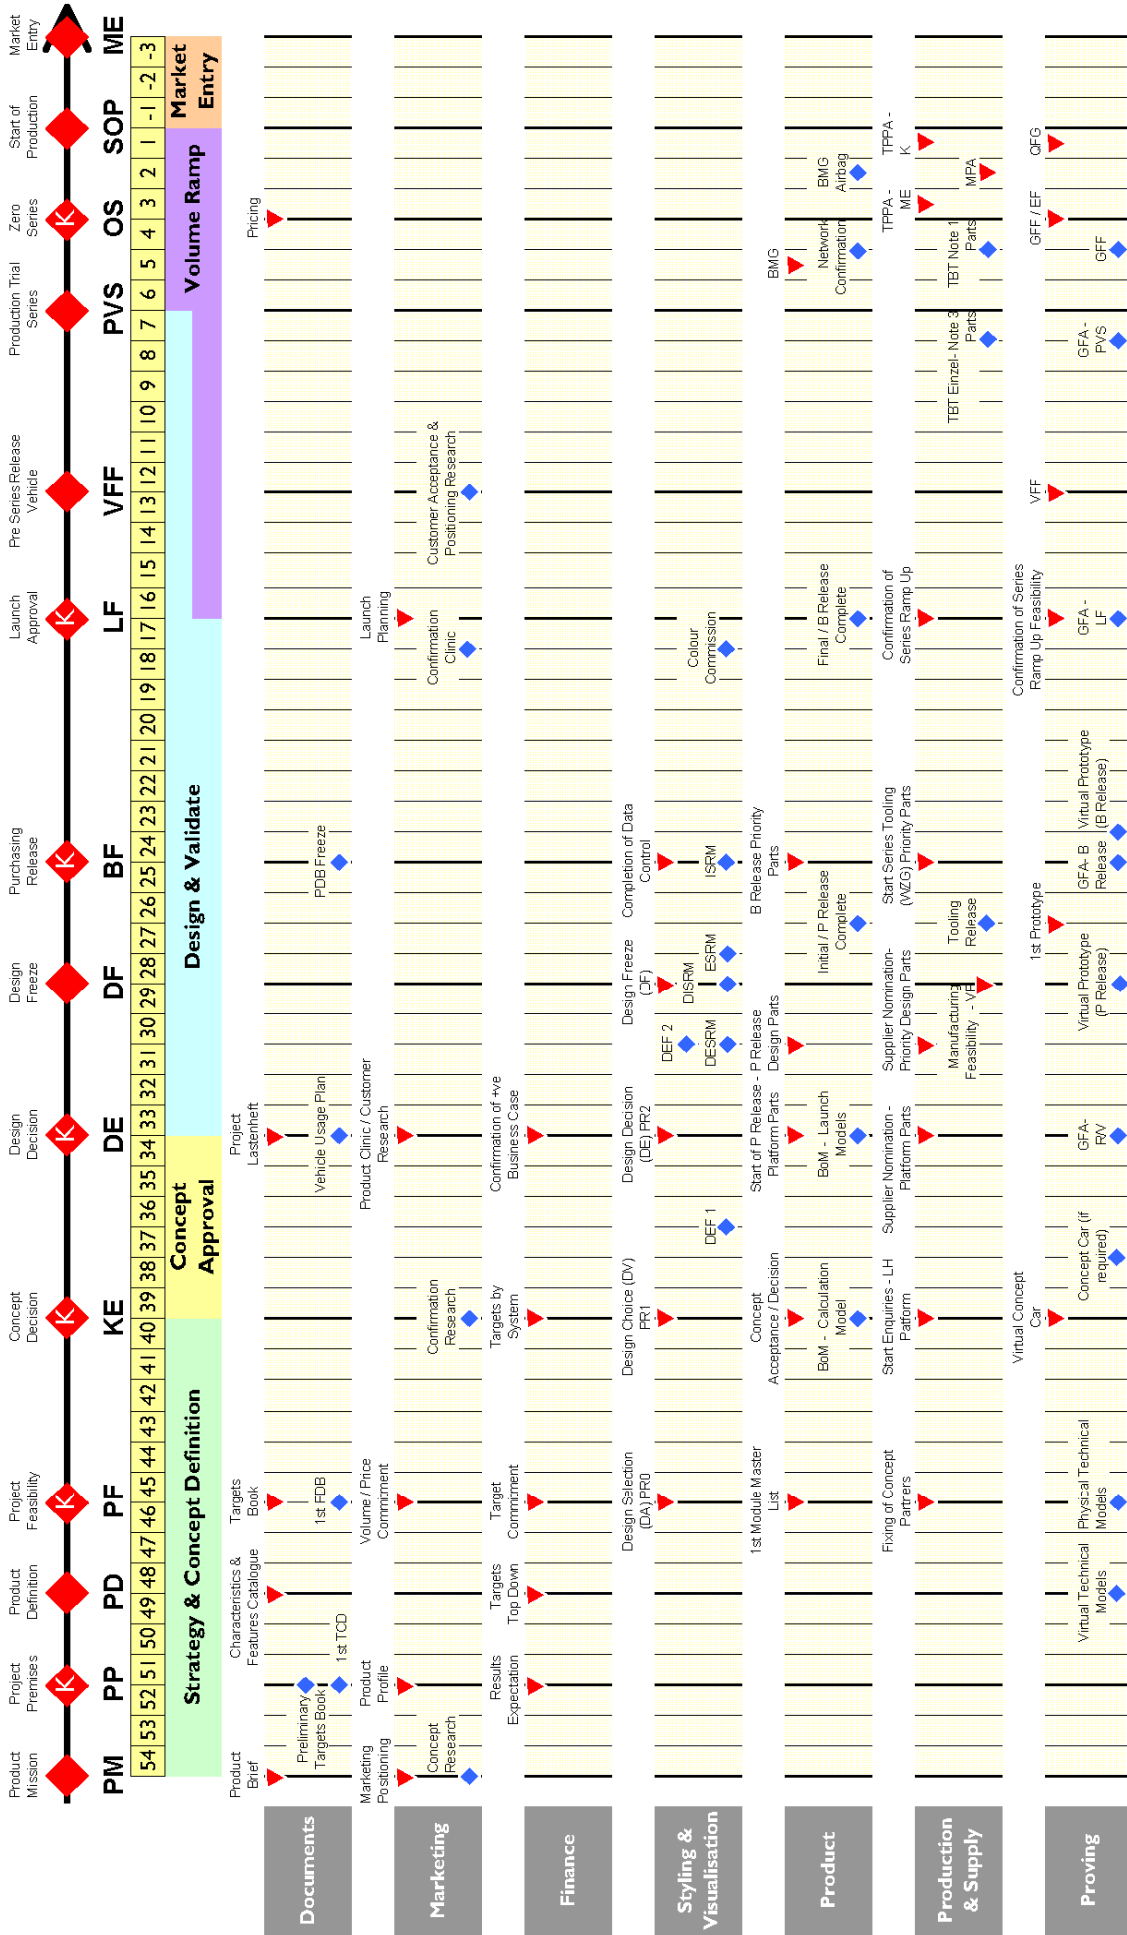 Product
Mission
Project
Premises
Product
Definition
Project
Feasibility
Concept
Decision
Design
Decision
Design
Freeze
Purchasing
Release
Launch
Approval
Pre Series Release
Vehicle
Production Trial
Series
Zero
Series
Start of
Production
Market
Entry
K
K
K
K
K
K
K
PM
PP
PD
PF
KE
DE
DF
BF
LF
VFF
PVS
OS
SOP
ME
54 53 52 51 50 49 48 47 46 45 44 43 42 41 40 39 38 37 36 35 34 33 32 31 30 29 28 27 26 25 24 23 22 21 20 19 18 17 16 15 14 13 12 11 10 9 8 7 6 5 4 3 2 1 -1 -2 -3
Strategy & Concept Definition
Concept
Approval
Design & Validate
Volume Ramp
Market
Entry
Documents
Product
Brief
Preliminary
Targets Book
1st TCD
Characteristics &
Features Catalogue
Targets
Book
1st FDB
Project
Lastenheft
Vehicle Usage Plan
PDB Freeze
Pricing
Marketing
Marketing
Positioning
Concept
Research
Product
Profile
Volume / Price
Commitment
Confirmation
Research
Product Clinic / Customer
Research
Launch
Planning
Confirmation
Clinic
Customer Acceptance &
Positioning Research
Finance
Results
Expectation
Targets
Top Down
Target
Commitment
Targets by
System
Confirmation of +ve
Business Case
Styling &
Visualisation
Design Selection
(DA) PR0
Design Choice (DV)
PR1
DEF 1
Design Decision
(DE) PR2
DEF 2
DESRM
Design Freeze
(DF)
DISRM
ESRM
Completion of Data
Control
ISRM
Colour
Commission
Product
1st Module Master
List
Concept
Acceptance / Decision
BoM - Calculation
Model
Start of P Release -
Platform Parts
BoM - Launch
Models
P Release
Design Parts
Initial / P Release
Complete
B Release Priority
Parts
Final / B Release
Complete
BMG
Network
Confirmation
BMG
Airbag
Production
& Supply
Fixing of Concept
Partners
Start Enquiries - LH
Patform
Supplier Nomination -
Platform Parts
Supplier Nomination-
Priority Design Parts
Manufacturing
Feasibility - VR
Tooling
Release
Start Series Tooling
(WZG) Priority Parts
Confirmation of
Series Ramp Up
TBT Einzel- Note 3
Parts
TBT Note 1
Parts
TPPA -
ME
MPA
TPPA -
K
Proving
Virtual Technical
Models
Physical Technical
Models
Virtual Concept
Car
Concept Car (if
required)
GFA-
R/V
Virtual Prototype
(P Release)
1st Prototype
GFA- B
Release
Virtual Prototype
(B Release)
Confirmation of Series
Ramp Up Feasibility
GFA -
LF
VFF
GFA -
PVS
GFF
GFF / EF
QFG